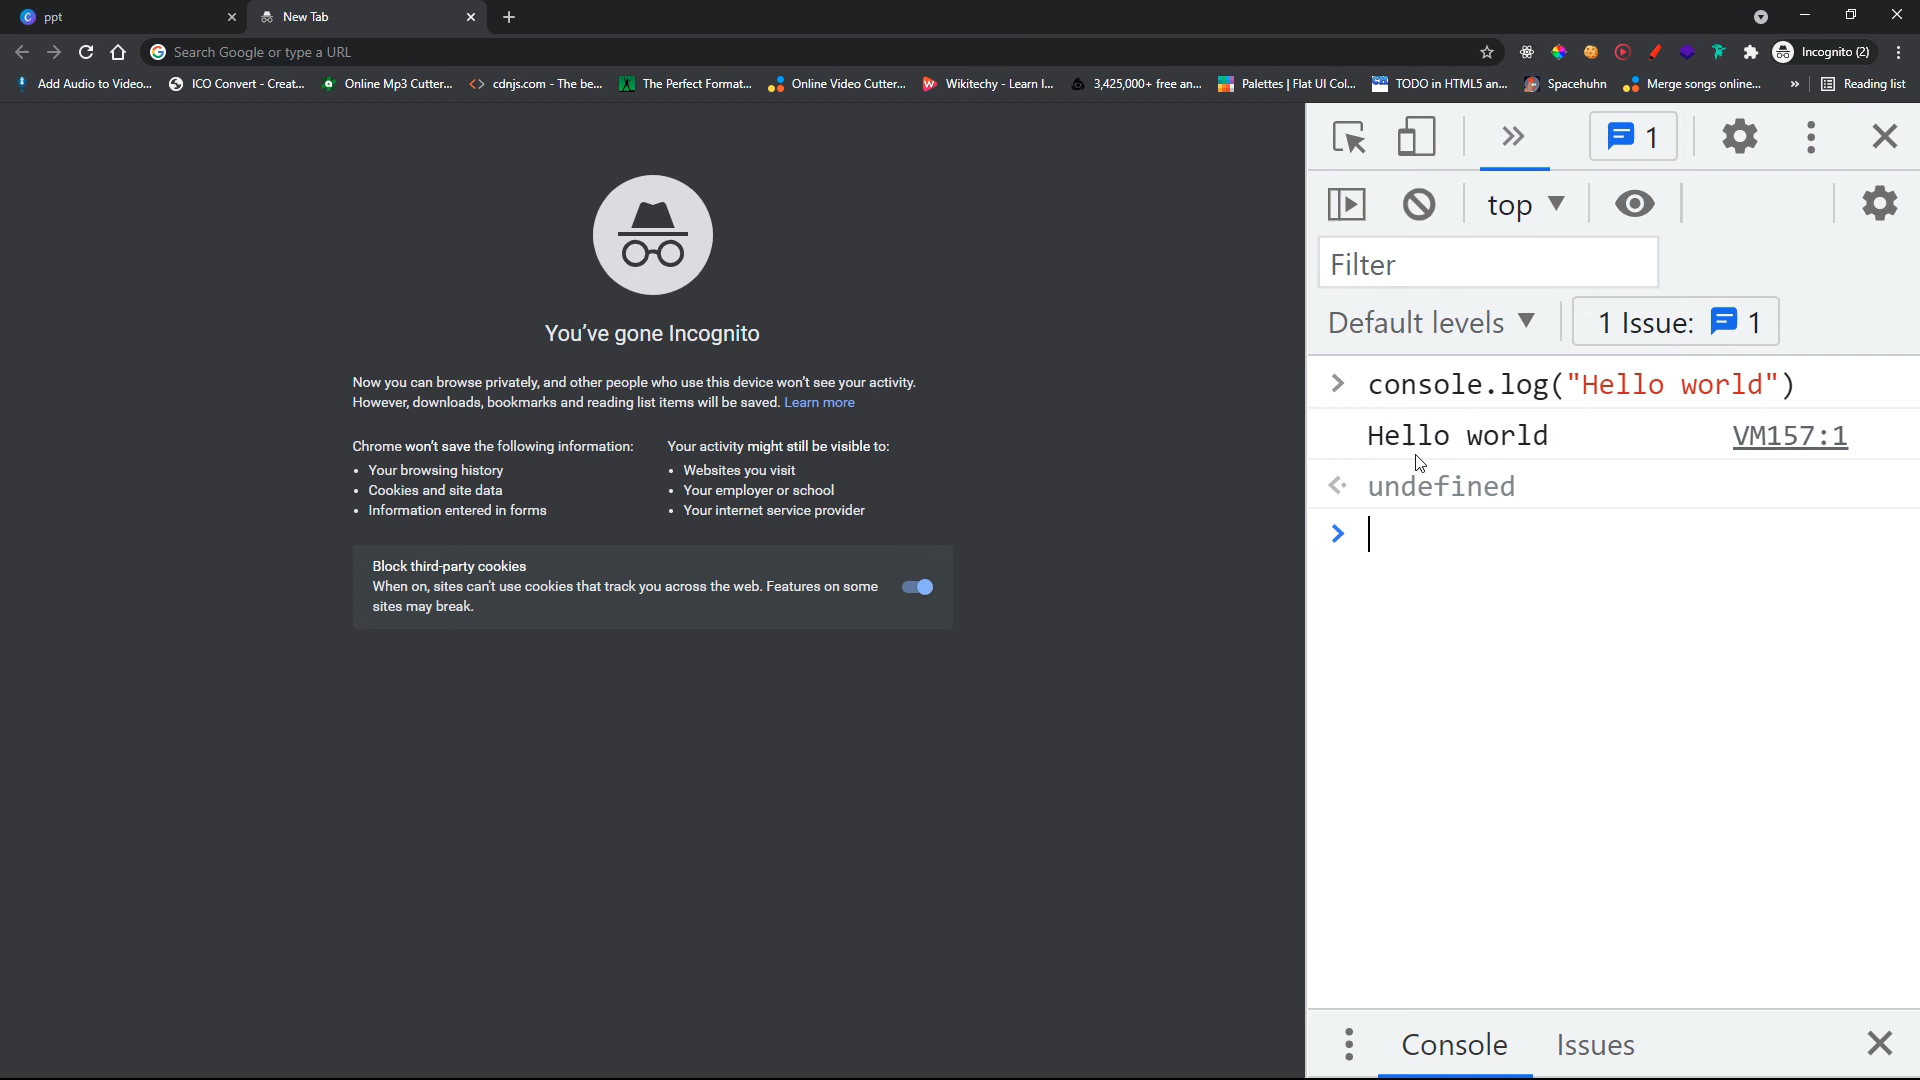 ppt
New Tab
Search Google or type a URL
Incognito (2)
Add Audio to Video...
ICO Convert - Creat...
Online Mp3 Cutter...
cdnjs.com - The be...
The Perfect Format...
Online Video Cutter...
Wikitechy - Learn I...
3,425,000+ free an...
Palettes | Flat UI Col...
TODO in HTML5 an...
Spacehuhn
Merge songs online...
»
Reading list
You've gone Incognito
Now you can browse privately, and other people who use this device won't see your activity.
However, downloads, bookmarks and reading list items will be saved. Learn more
Chrome won't save the following information:
• Your browsing history
• Cookies and site data
• Information entered in forms
Your activity might still be visible to:
• Websites you visit
• Your employer or school
• Your internet service provider
Block third-party cookies
When on, sites can't use cookies that track you across the web. Features on some
sites may break.
1
top
Filter
Default levels
1 Issue: 1
> console.log("Hello world")
Hello world VM157:1
undefined
>
Console
Issues